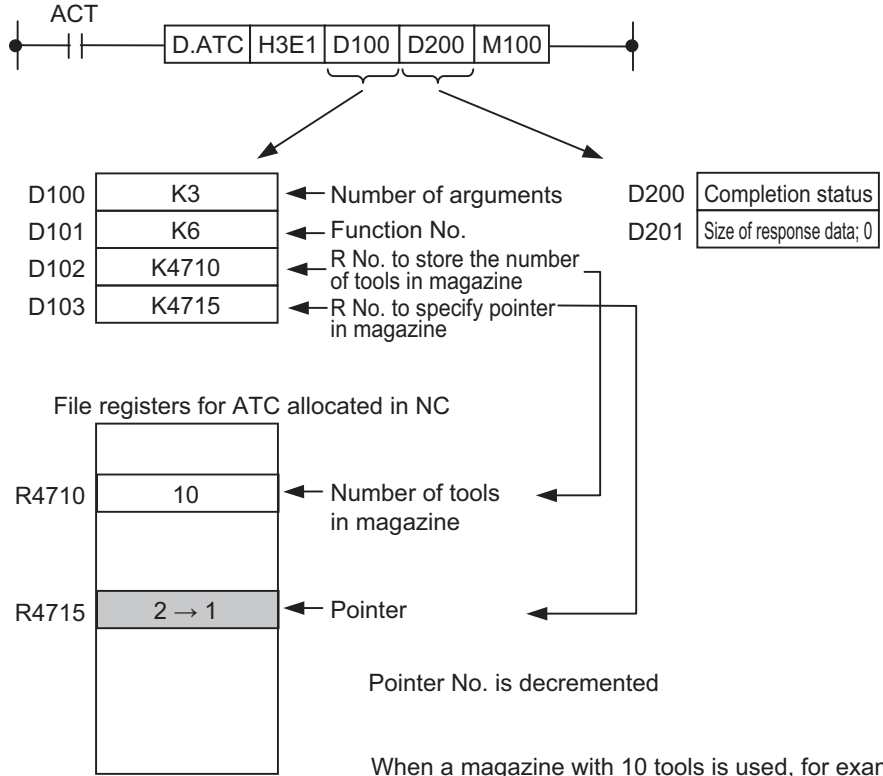 ACT
D.ATC H3E1 D100 D200 M100
D100 K3 Number of arguments
D101 K6 Function No.
D102 K4710 R No. to store the number
of tools in magazine
D103 K4715 R No. to specify pointer
in magazine
D200 Completion status
D201 Size of response data; 0
File registers for ATC allocated in NC
R4710 10 Number of tools
in magazine
R4715 2 → 1 Pointer
Pointer No. is decremented
When a magazine with 10 tools is used, for